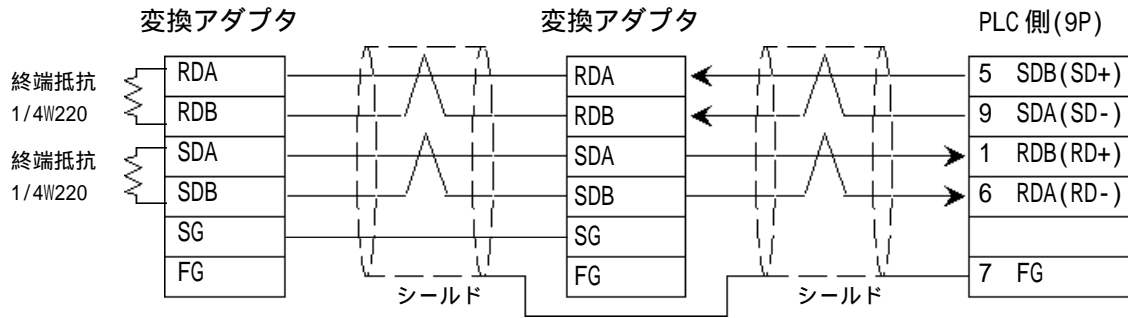 変換アダプタ 変換アダプタ PLC側(9P)
終端抵抗
1/4W220
終端抵抗
1/4W220
RDA
RDB
SDA
SDB
SG
FG
シールド
RDA
RDB
SDA
SDB
SG
FG
シールド
5 SDB(SD+)
9 SDA(SD-)
1 RDB(RD+)
6 RDA(RD-)
7 FG